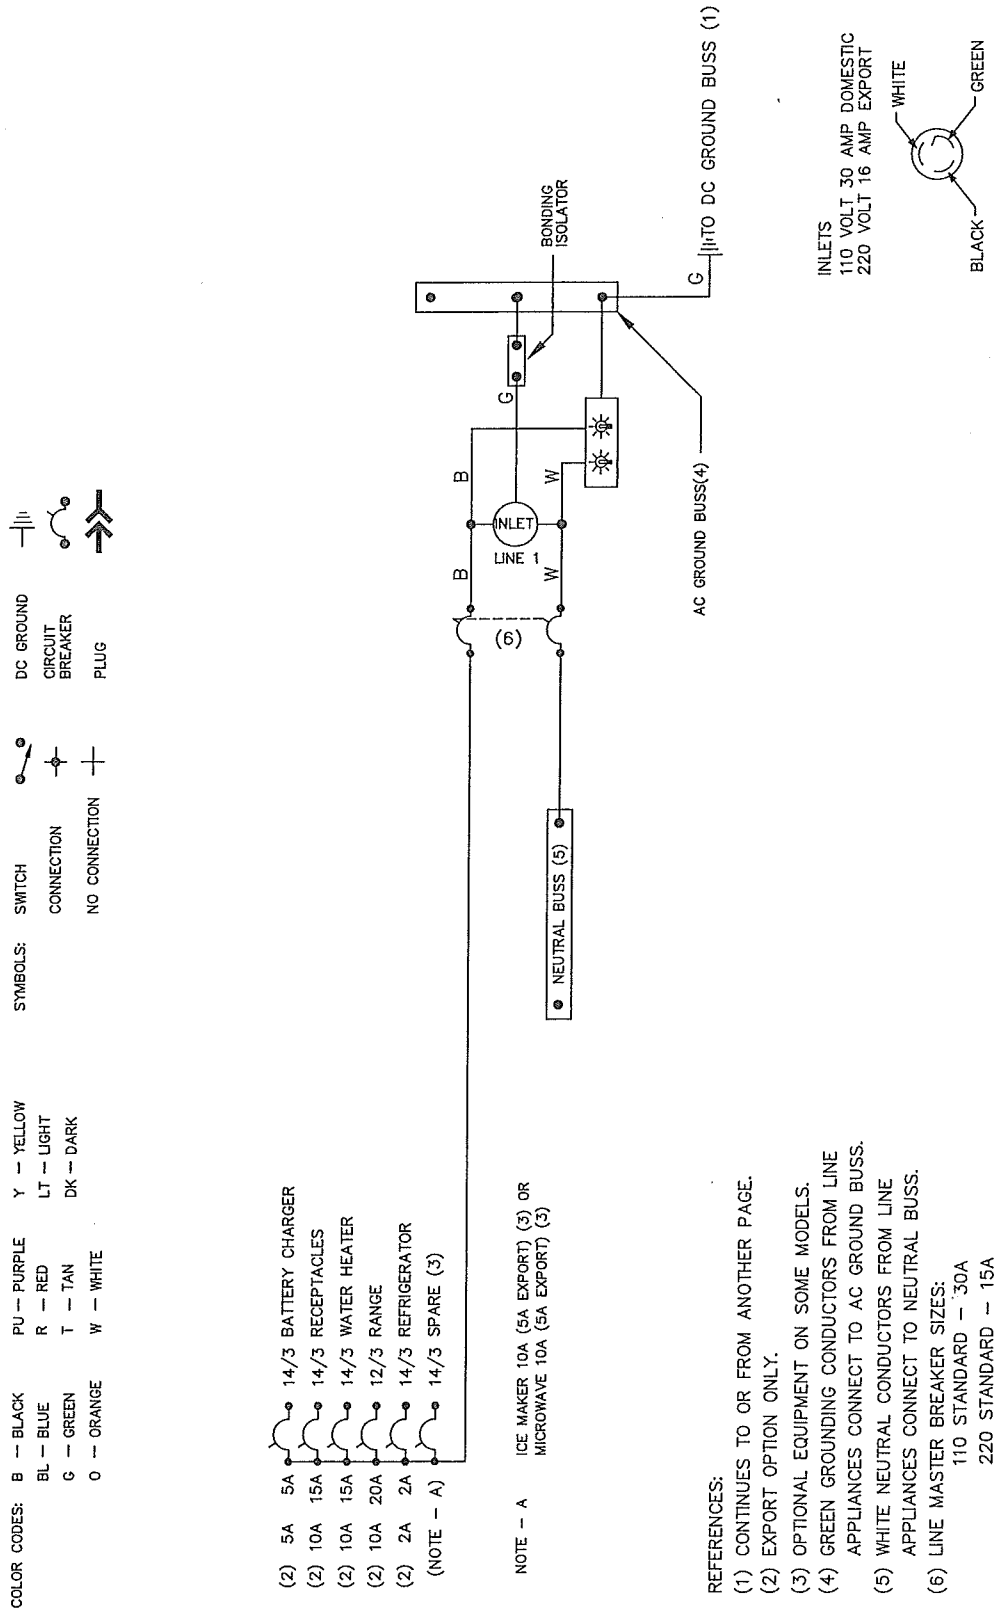 COLOR CODES: B – BLACK PU – PURPLE Y – YELLOW
BL – BLUE R – RED LT – LIGHT
G – GREEN T – TAN DK – DARK
O – ORANGE W – WHITE
SYMBOLS: SWITCH DC GROUND
CONNECTION CIRCUIT
BREAKER
NO CONNECTION PLUG
(2) 5A 5A 14/3 BATTERY CHARGER
(2) 10A 15A 14/3 RECEPTACLES
(2) 10A 15A 14/3 WATER HEATER
(2) 10A 20A 12/3 RANGE
(2) 2A 2A 14/3 REFRIGERATOR
(NOTE – A) 14/3 SPARE (3)
NOTE – A ICE MAKER 10A (5A EXPORT) (3) OR
MICROWAVE 10A (5A EXPORT) (3)
NEUTRAL BUSS (5)
(6)
B
W
INLET
LINE 1
B
W
G
BONDING
ISOLATOR
G
TO DC GROUND BUSS (1)
AC GROUND BUSS(4)
REFERENCES:
(1) CONTINUES TO OR FROM ANOTHER PAGE.
(2) EXPORT OPTION ONLY.
(3) OPTIONAL EQUIPMENT ON SOME MODELS.
(4) GREEN GROUNDING CONDUCTORS FROM LINE
APPLIANCES CONNECT TO AC GROUND BUSS.
(5) WHITE NEUTRAL CONDUCTORS FROM LINE
APPLIANCES CONNECT TO NEUTRAL BUSS.
(6) LINE MASTER BREAKER SIZES:
110 STANDARD – 30A
220 STANDARD – 15A
INLETS
110 VOLT 30 AMP DOMESTIC
220 VOLT 16 AMP EXPORT
WHITE
BLACK
GREEN